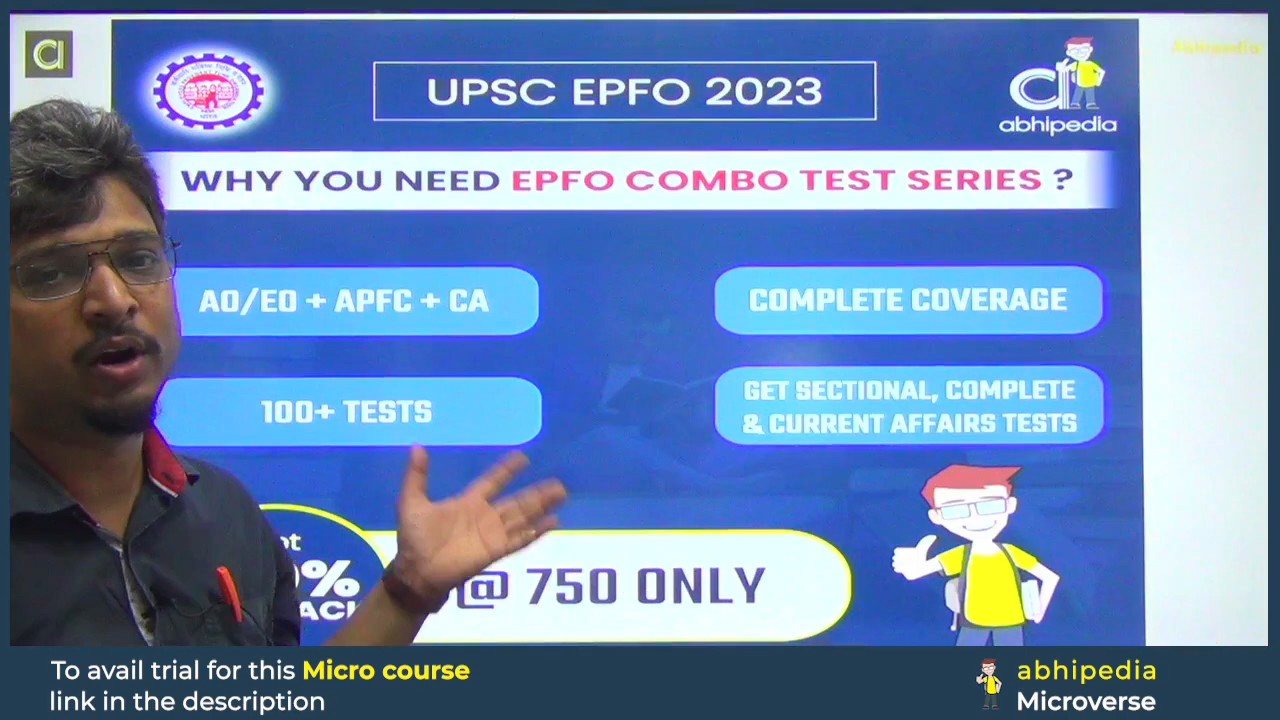 UPSC EPFO 2023
abhipedia
abhipedia
WHY YOU NEED EPFO COMBO TEST SERIES ?
AO/EO + APFC + CA
COMPLETE COVERAGE
100+ TESTS
GET SECTIONAL, COMPLETE
& CURRENT AFFAIRS TESTS
%
@ 750 ONLY
To avail trial for this Micro course
link in the description
abhipedia
Microverse